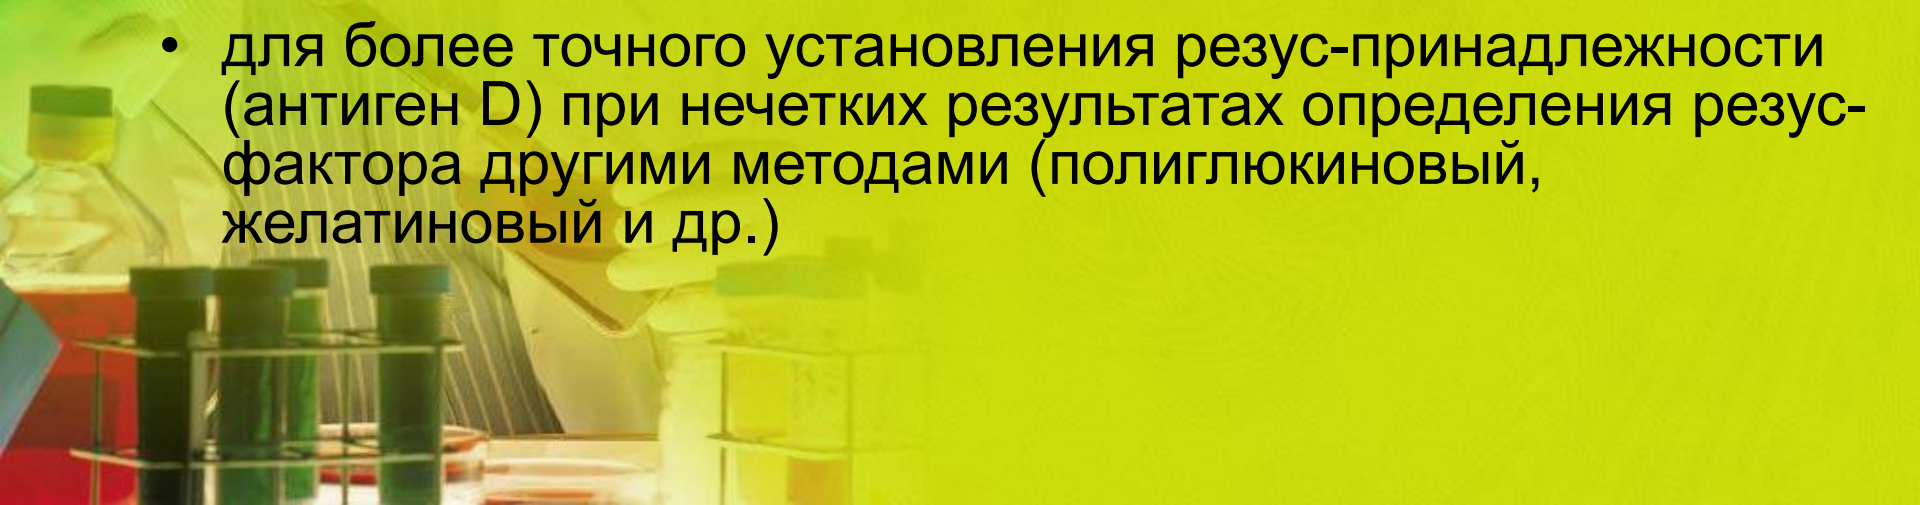 • для более точного установления резус-принадлежности
(антиген D) при нечетких результатах определения резус-
фактора другими методами (полиглюкиновый,
желатиновый и др.)